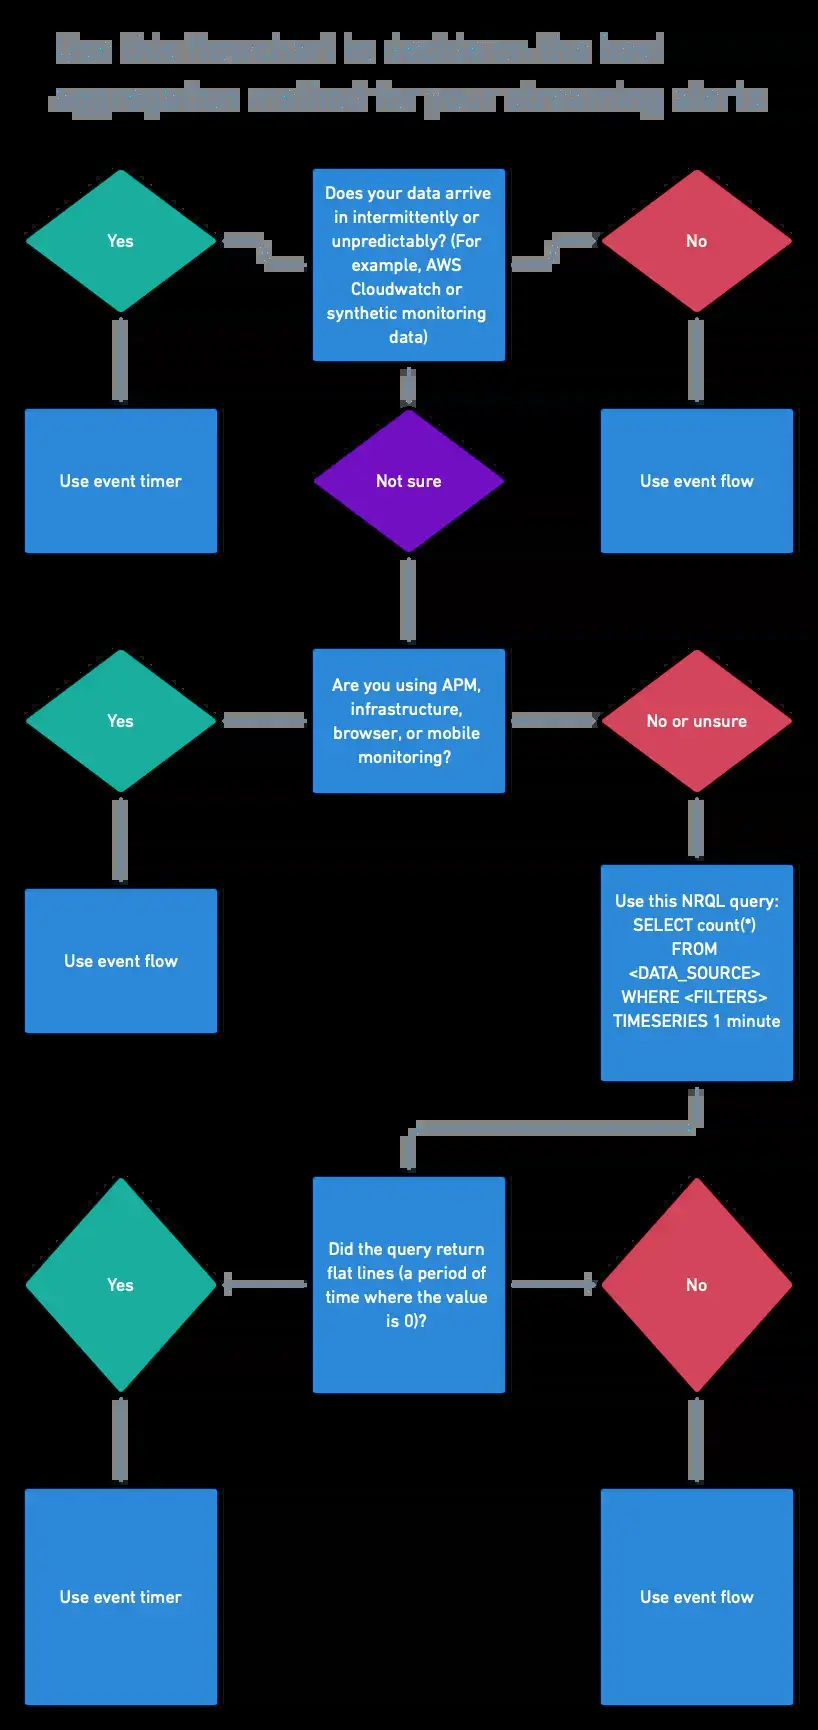 Use this flowchart to decide on the best
aggregation method for your streaming alerts
Yes
Does your data arrive
in intermittently or
unpredictably? (For
example, AWS
Cloudwatch or
synthetic monitoring
data)
No
Use event timer
Not sure
Use event flow
Yes
Are you using APM,
infrastructure,
browser, or mobile
monitoring?
No or unsure
Use event flow
Use this NRQL query:
SELECT count(*)
FROM
<DATA_SOURCE>
WHERE <FILTERS>
TIMESERIES 1 minute
Yes
Did the query return
flat lines (a period of
time where the value
is 0)?
No
Use event timer
Use event flow